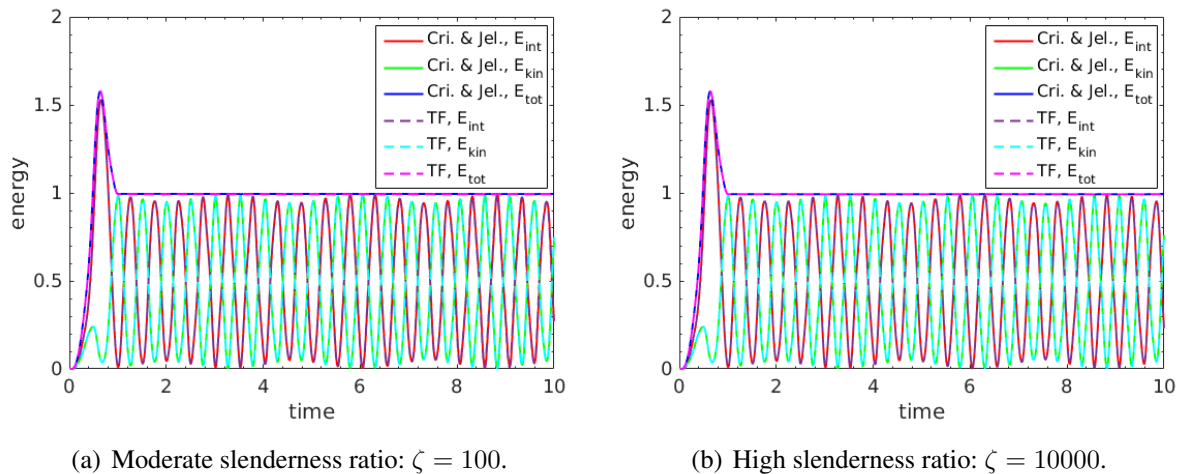 2
1.5
1
0.5
0
energy
0 2 4 6 8 10
time
Cri. & Jel., E_int
Cri. & Jel., E_kin
Cri. & Jel., E_tot
TF, E_int
TF, E_kin
TF, E_tot
(a) Moderate slenderness ratio: ζ = 100.
2
1.5
1
0.5
0
energy
0 2 4 6 8 10
time
Cri. & Jel., E_int
Cri. & Jel., E_kin
Cri. & Jel., E_tot
TF, E_int
TF, E_kin
TF, E_tot
(b) High slenderness ratio: ζ = 10000.